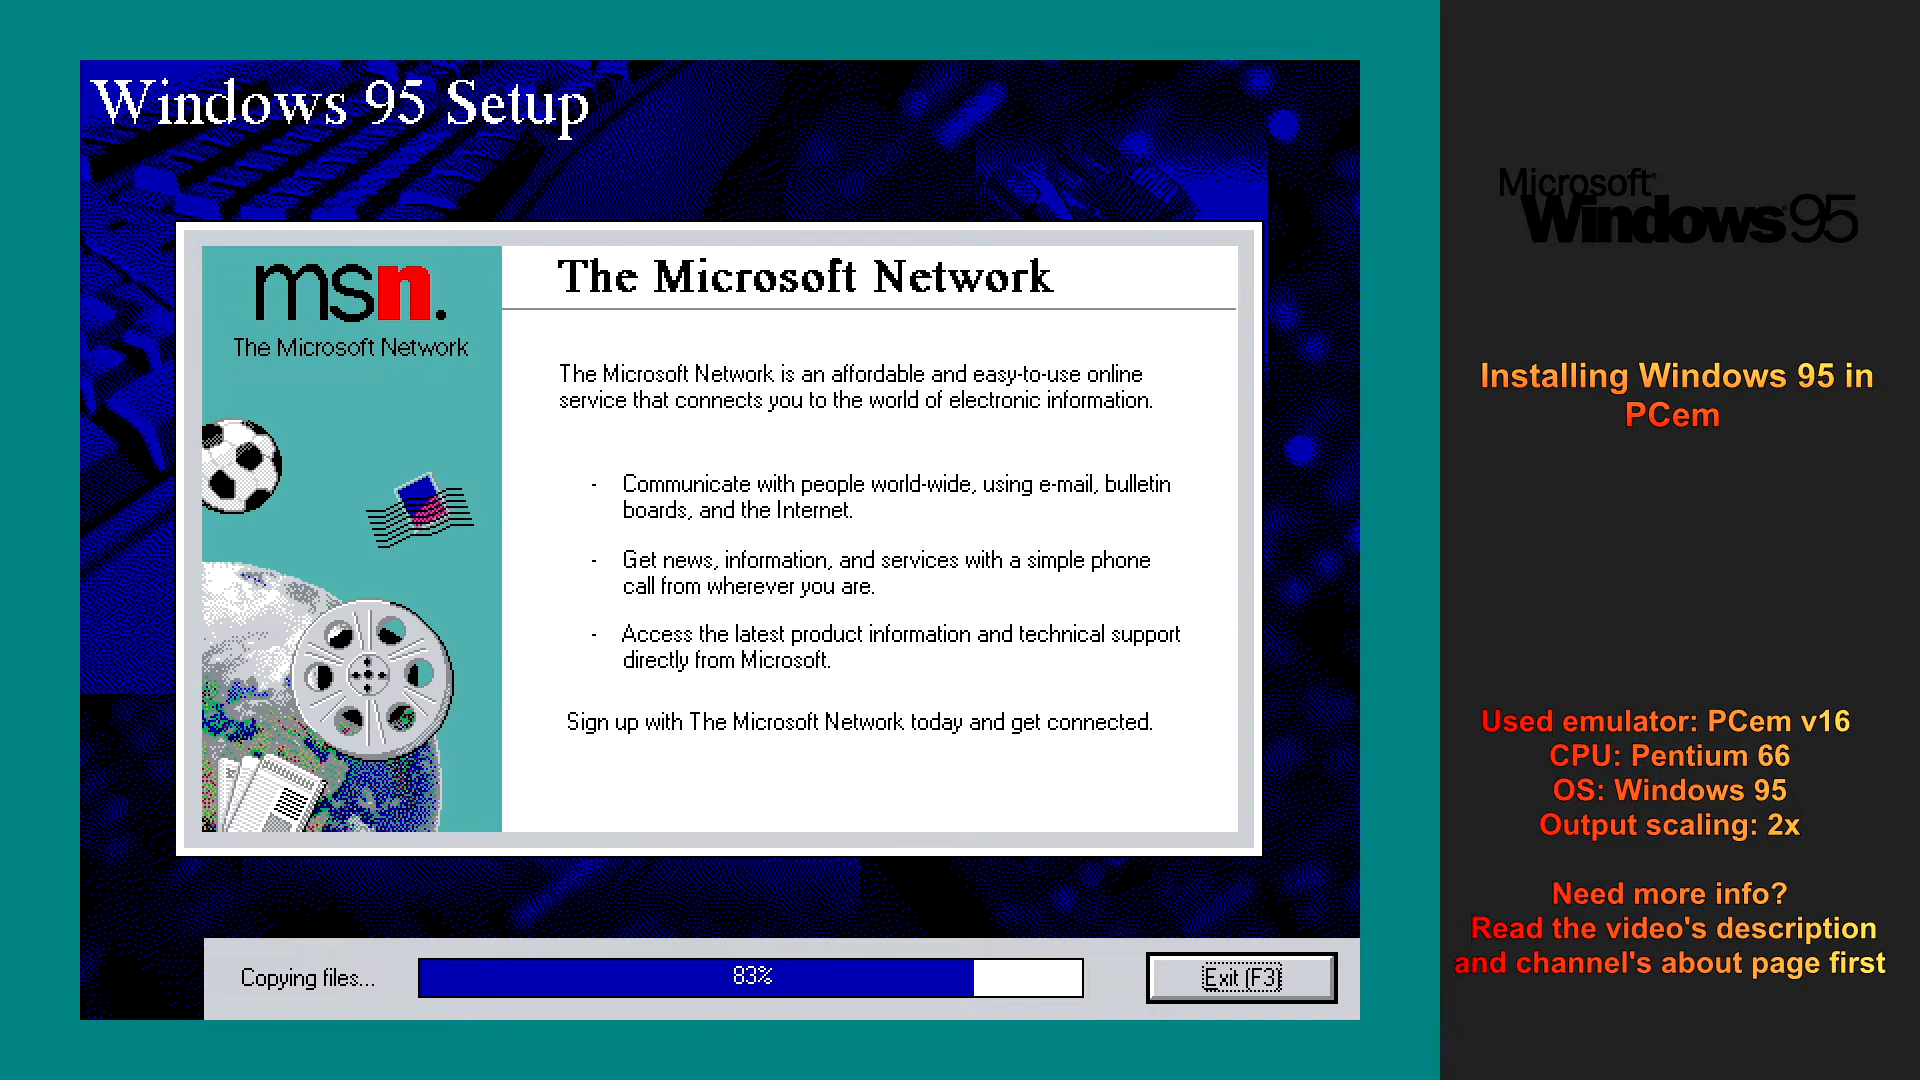 Windows 95 Setup
msn.
The Microsoft Network
The Microsoft Network
The Microsoft Network is an affordable and easy-to-use online
service that connects you to the world of electronic information.
- Communicate with people world-wide, using e-mail, bulletin
boards, and the Internet.
- Get news, information, and services with a simple phone
call from wherever you are.
- Access the latest product information and technical support
directly from Microsoft.
Sign up with The Microsoft Network today and get connected.
Copying files...
83%
Exit (F3)
Microsoft®
Windows®95
Installing Windows 95 in
PCem
Used emulator: PCem v16
CPU: Pentium 66
OS: Windows 95
Output scaling: 2x
Need more info?
Read the video's description
and channel's about page first